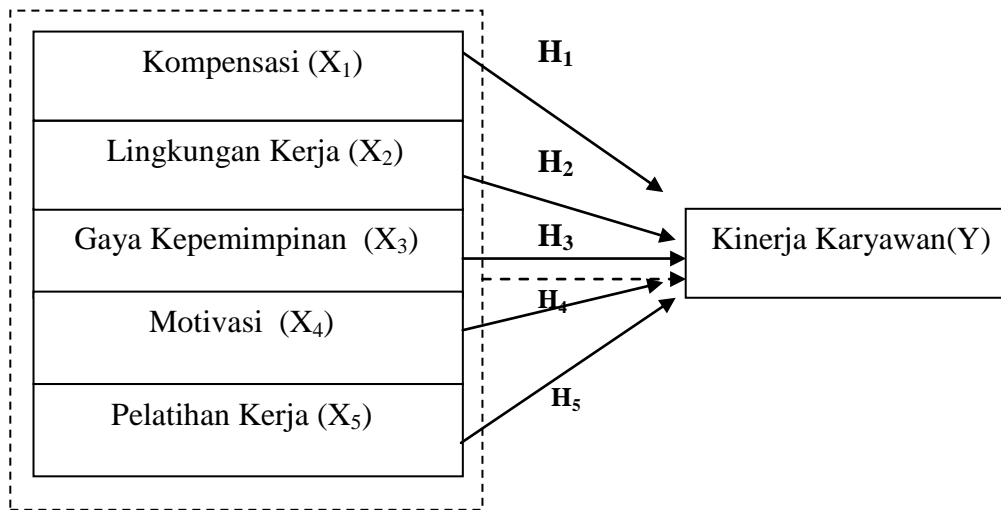 Kompensasi (X₁)
H₁
Lingkungan Kerja (X₂)
H₂
Gaya Kepemimpinan (X₃)
H₃
Kinerja Karyawan(Y)
Motivasi (X₄)
H₄
Pelatihan Kerja (X₅)
H₅